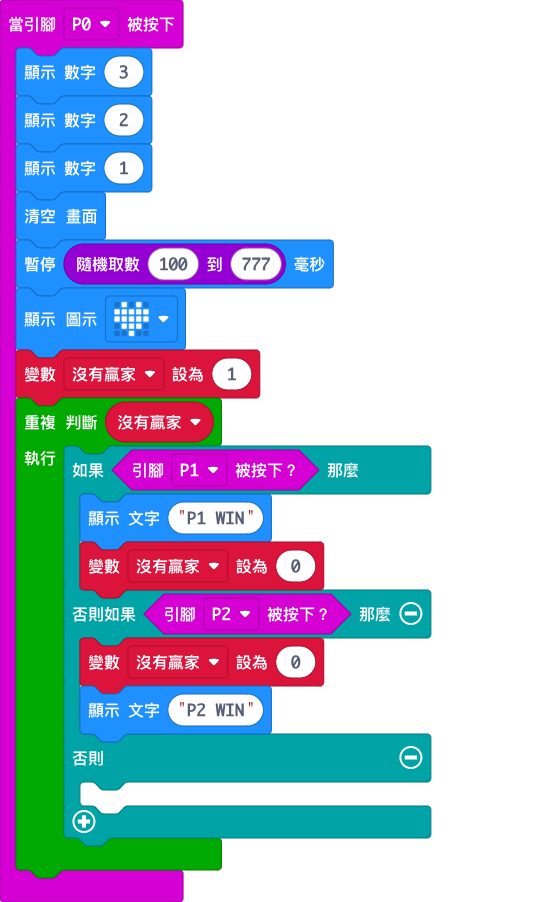 當引腳 P0 被按下
顯示 數字 3
顯示 數字 2
顯示 數字 1
清空 畫面
暫停 隨機取數 100 到 777 毫秒
顯示 圖示
變數 沒有贏家 設為 1
重複 判斷 沒有贏家
執行
如果 引腳 P1 被按下？ 那麼
顯示 文字 "P1 WIN"
變數 沒有贏家 設為 0
否則如果 引腳 P2 被按下？ 那麼
變數 沒有贏家 設為 0
顯示 文字 "P2 WIN"
否則